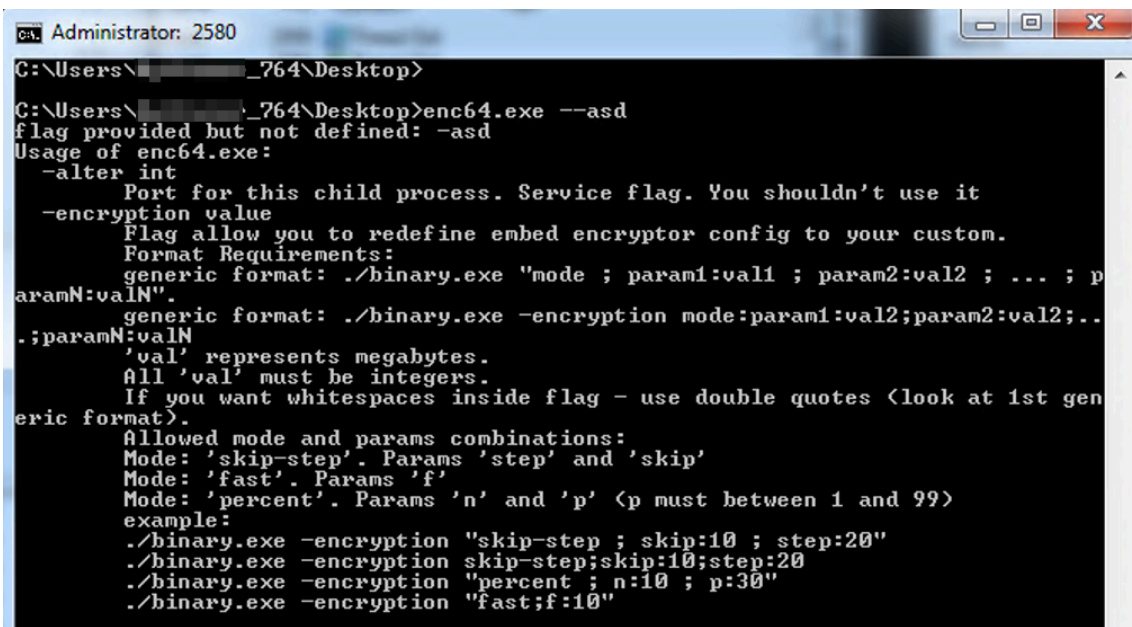 Administrator: 2580
C:\Users\ _764\Desktop>
C:\Users\ _764\Desktop>enc64.exe --asd
flag provided but not defined: -asd
Usage of enc64.exe:
-alter int
Port for this child process. Service flag. You shouldn't use it
-encryption value
Flag allow you to redefine embed encryptor config to your custom.
Format Requirements:
generic format: ./binary.exe "mode ; param1:val1 ; param2:val2 ; ... ; p
aramN:valN".
generic format: ./binary.exe -encryption mode:param1:val2;param2:val2;..
.;paramN:valN
'val' represents megabytes.
All 'val' must be integers.
If you want whitespaces inside flag - use double quotes (look at 1st gen
eric format).
Allowed mode and params combinations:
Mode: 'skip-step'. Params 'step' and 'skip'
Mode: 'fast'. Params 'f'
Mode: 'percent'. Params 'n' and 'p' (p must between 1 and 99)
example:
./binary.exe -encryption "skip-step ; skip:10 ; step:20"
./binary.exe -encryption skip-step;skip:10;step:20
./binary.exe -encryption "percent ; n:10 ; p:30"
./binary.exe -encryption "fast;f:10"